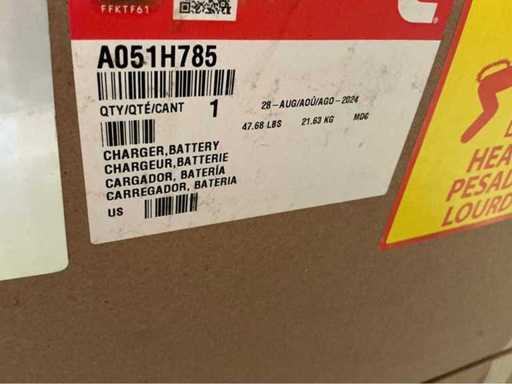 FFKTF61
A051H785
QTY/QTÉ/CANT 1
28-AUG/AOÛ/AGO-2024
47.68 LBS 21.63 KG MDC
CHARGER,BATTERY
CHARGEUR,BATTERIE
CARGADOR, BATERÍA
CARREGADOR, BATERIA
US
HEA
PESAD
LOURD